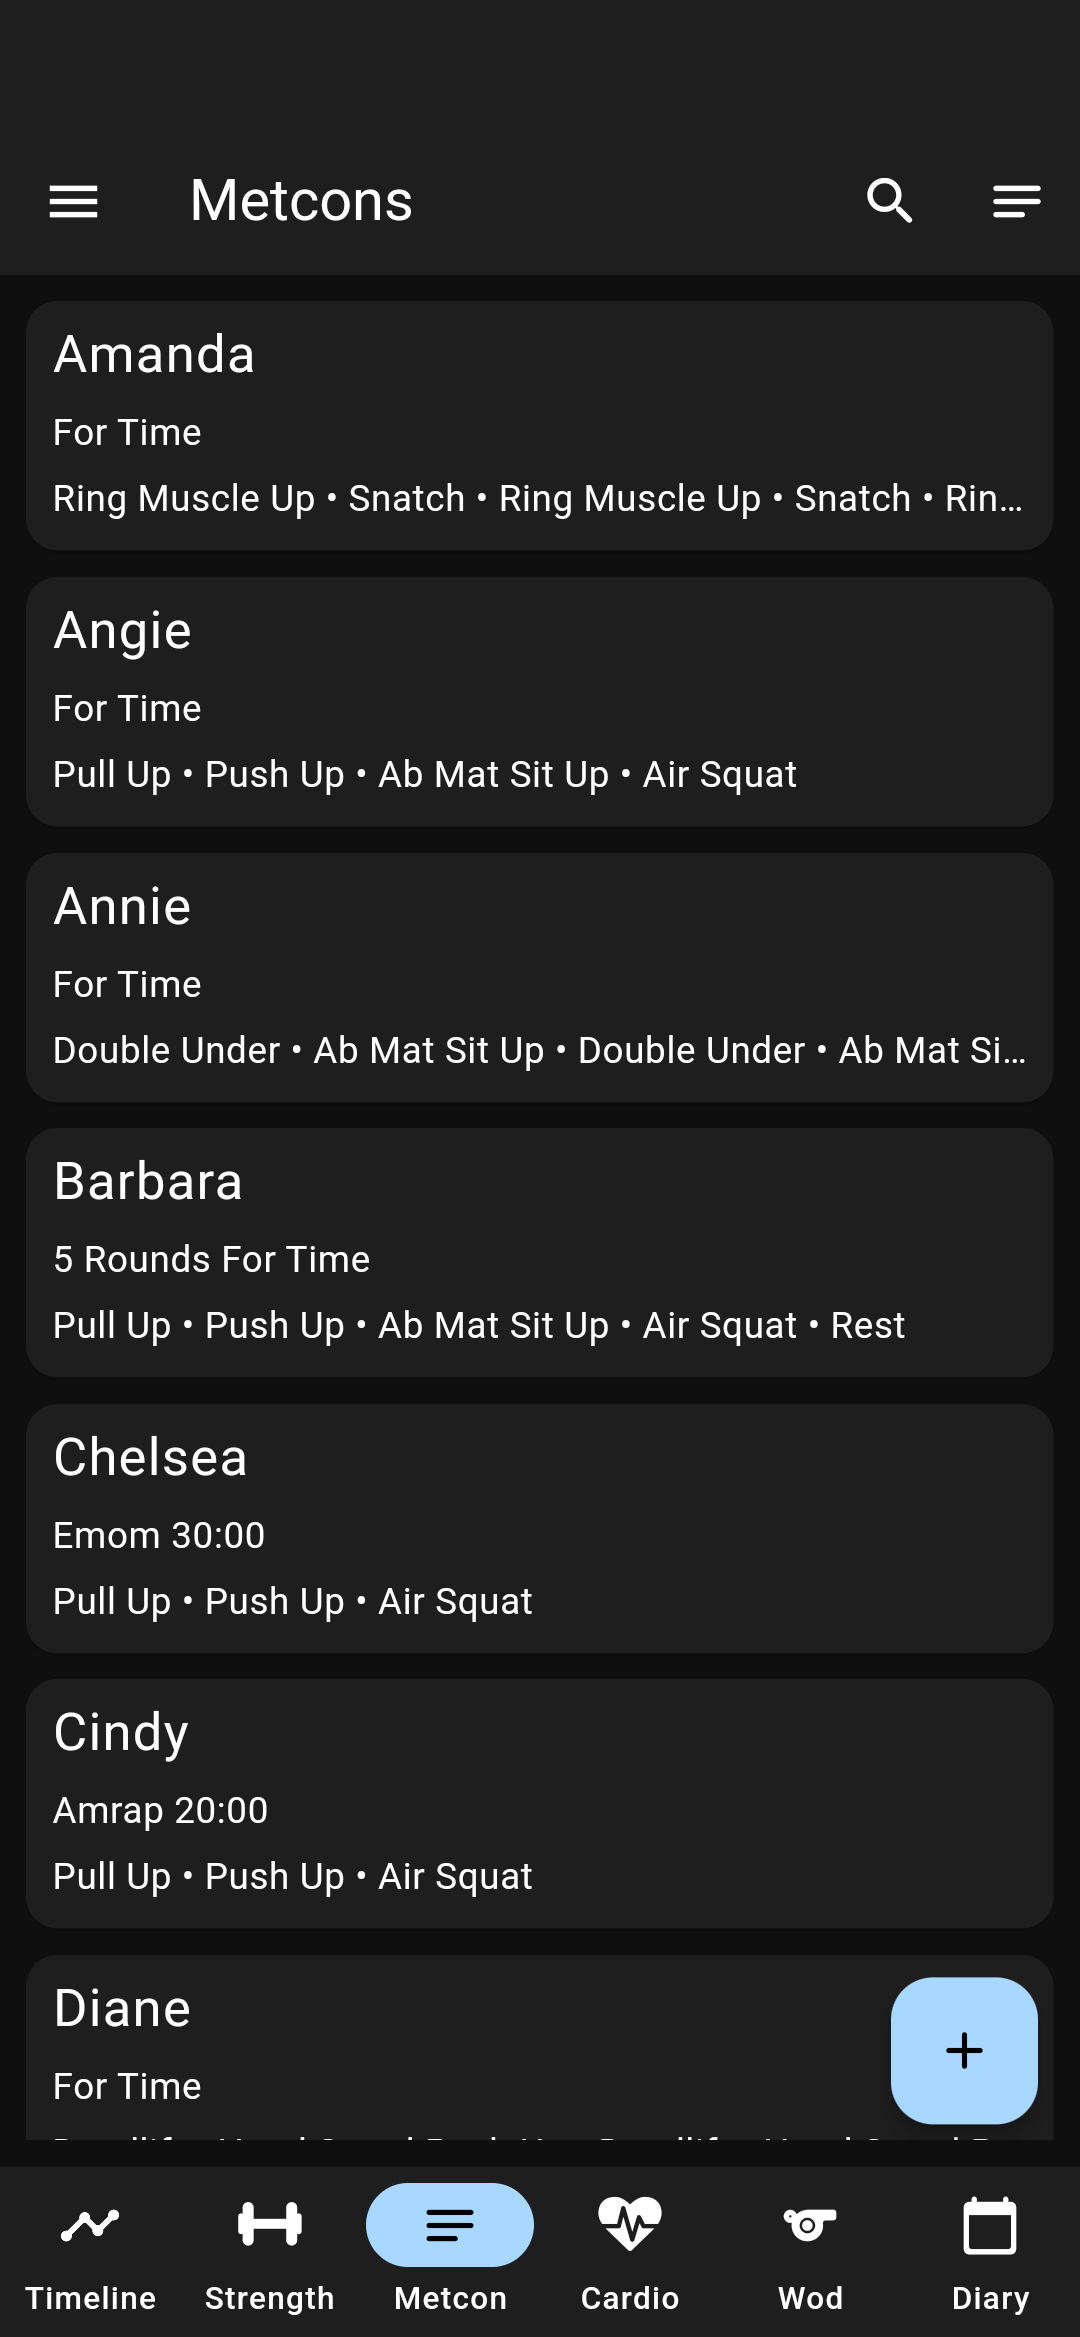 Metcons
Amanda
For Time
Ring Muscle Up • Snatch • Ring Muscle Up • Snatch • Rin...
Angie
For Time
Pull Up • Push Up • Ab Mat Sit Up • Air Squat
Annie
For Time
Double Under • Ab Mat Sit Up • Double Under • Ab Mat Si...
Barbara
5 Rounds For Time
Pull Up • Push Up • Ab Mat Sit Up • Air Squat • Rest
Chelsea
Emom 30:00
Pull Up • Push Up • Air Squat
Cindy
Amrap 20:00
Pull Up • Push Up • Air Squat
Diane
For Time
Timeline Strength Metcon Cardio Wod Diary